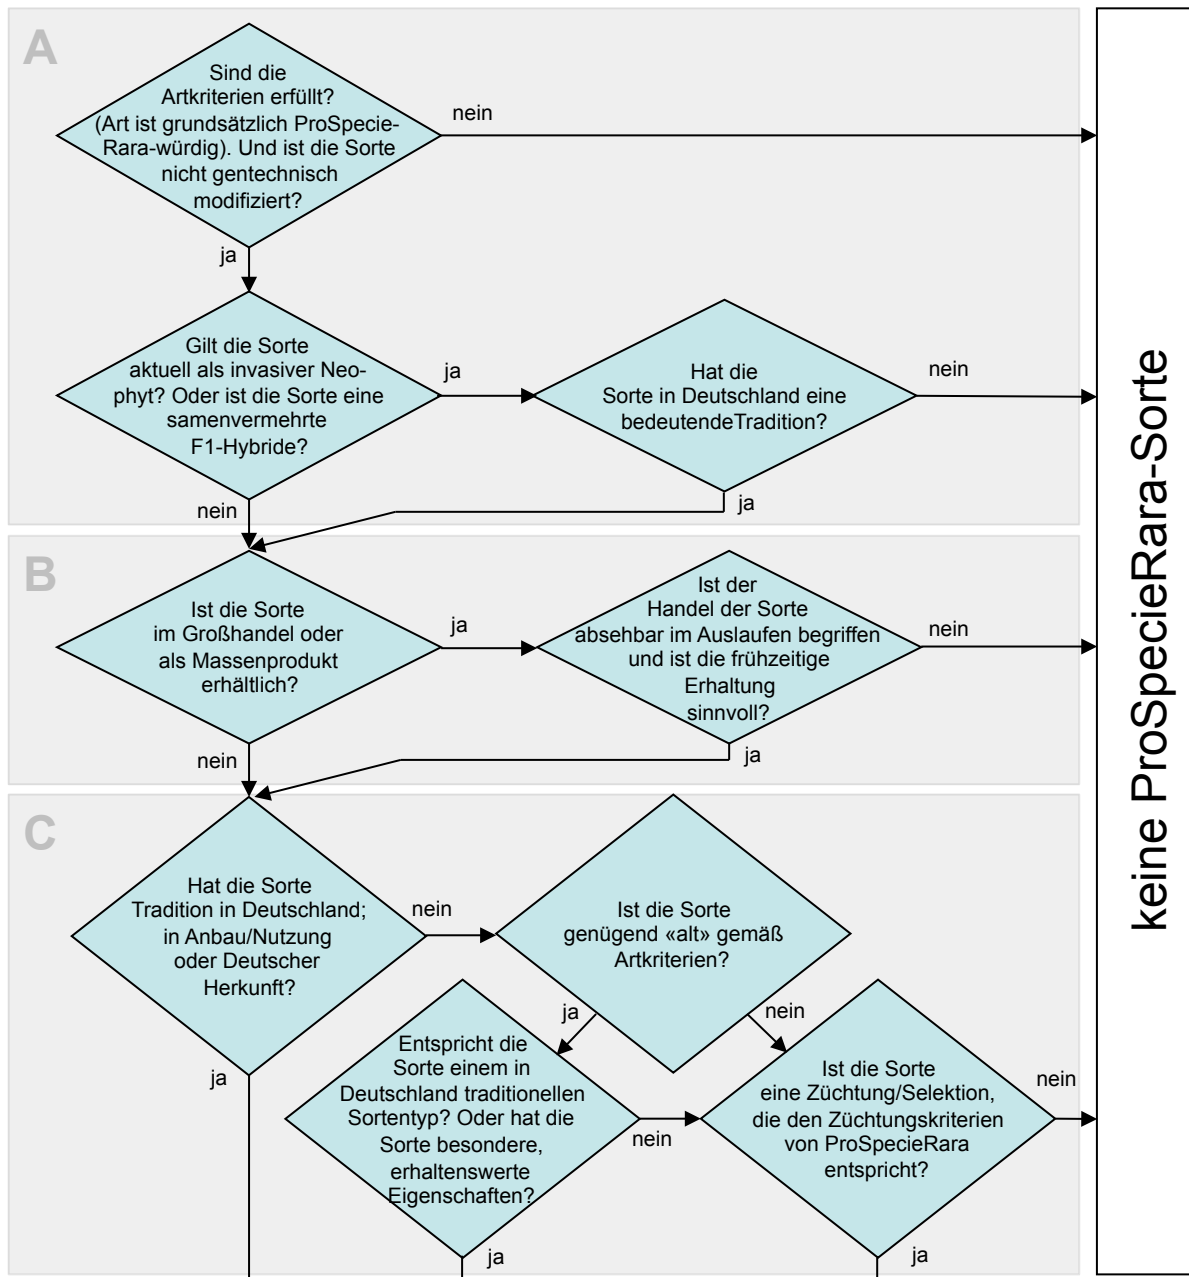 A
Sind die
Artkriterien erfüllt?
(Art ist grundsätzlich ProSpecie-
Rara-würdig). Und ist die Sorte
nicht gentechnisch
modifiziert?
nein
ja
Gilt die Sorte
aktuell als invasiver Neo-
phyt? Oder ist die Sorte eine
samenvermehrte
F1-Hybride?
ja
Hat die
Sorte in Deutschland eine
bedeutendeTradition?
nein
nein
ja
B
Ist die Sorte
im Großhandel oder
als Massenprodukt
erhältlich?
ja
Ist der
Handel der Sorte
absehbar im Auslaufen begriffen
und ist die frühzeitige
Erhaltung
sinnvoll?
nein
nein
ja
C
Hat die Sorte
Tradition in Deutschland;
in Anbau/Nutzung
oder Deutscher
Herkunft?
nein
Ist die Sorte
genügend «alt» gemäß
Artkriterien?
ja
nein
ja
Entspricht die
Sorte einem in
Deutschland traditionellen
Sortentyp? Oder hat die
Sorte besondere,
erhaltenswerte
Eigenschaften?
nein
Ist die Sorte
eine Züchtung/Selektion,
die den Züchtungskriterien
von ProSpecieRara
entspricht?
nein
ja
ja
keine ProSpecieRara-Sorte